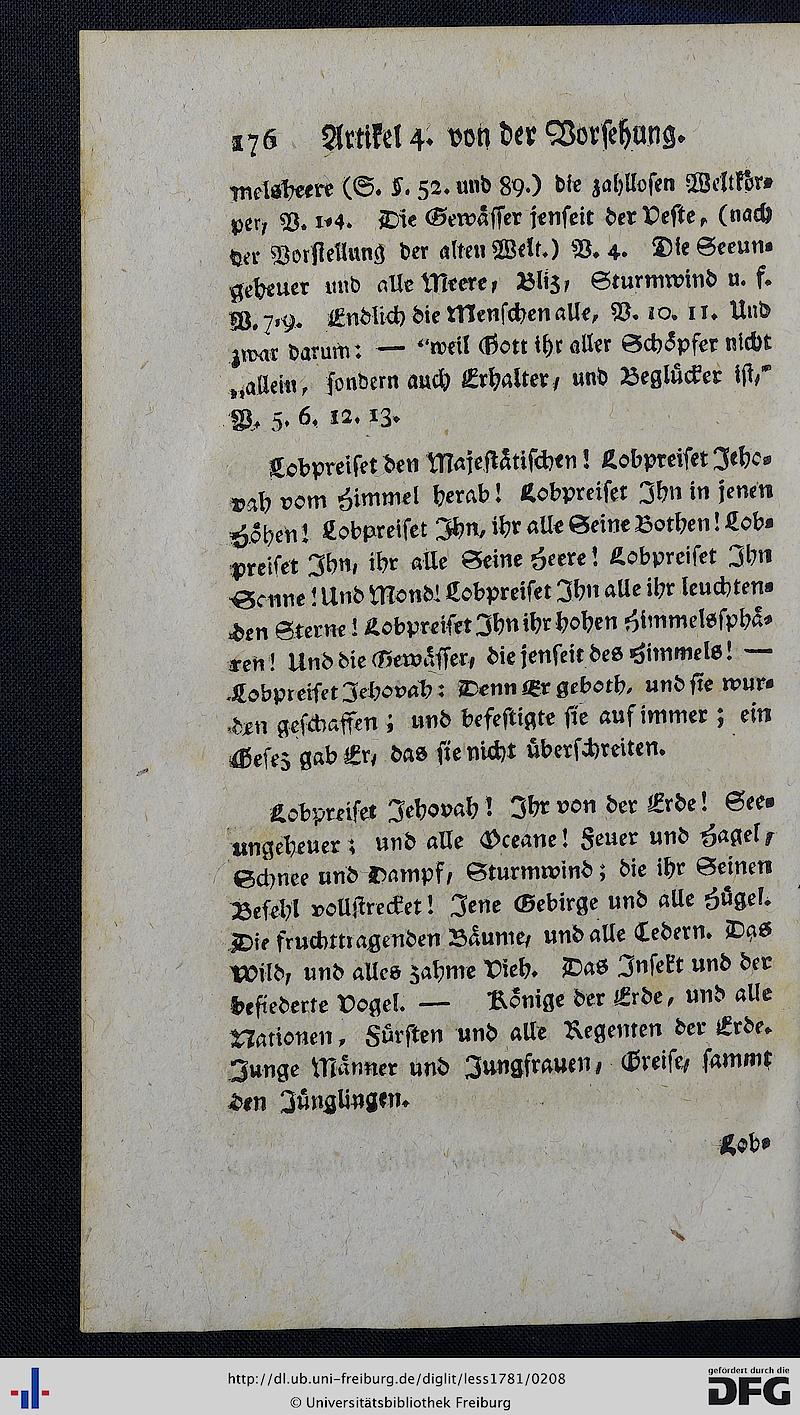 176 Artikel 4. von der Vorsehung.
melsheere (S. §. 52. und 89.) die zahllosen Weltkör-
per, V. 1-4. Die Gewässer jenseit der Veste, (nach
der Vorstellung der alten Welt.) V. 4. Die Seeun-
geheuer und alle Meere, Bliz, Sturmwind u. f.
V. 7-9. Endlich die Menschen alle, V. 10. 11. Und
zwar darum: — “weil Gott ihr aller Schöpfer nicht
„allein, sondern auch Erhalter, und Beglücker ist,”
V. 5. 6. 12. 13.
Lobpreiset den Majestätischen! Lobpreiset Jeho-
vah vom Himmel herab! Lobpreiset Ihn in jenen
Höhen! Lobpreiset Ihn, ihr alle Seine Bothen! Lob-
preiset Ihn, ihr alle Seine Heere! Lobpreiset Ihn
Sonne! Und Mond! Lobpreiset Ihn alle ihr leuchten-
den Sterne! Lobpreiset Ihn ihr hohen Himmelssphä-
ren! Und die Gewässer, die jenseit des Himmels! —
Lobpreiset Jehovah: Denn Er geboth, und sie wur-
den geschaffen; und befestigte sie auf immer; ein
Gesez gab Er, das sie nicht überschreiten.
Lobpreiset Jehovah! Ihr von der Erde! See-
ungeheuer; und alle Oceane! Feuer und Hagel,
Schnee und Dampf, Sturmwind; die ihr Seinen
Befehl vollstrecket! Jene Gebirge und alle Hügel.
Die fruchttragenden Bäume, und alle Cedern. Das
Wild, und alles zahme Vieh. Das Insekt und der
befiederte Vogel. — Könige der Erde, und alle
Nationen, Fürsten und alle Regenten der Erde.
Junge Männer und Jungfrauen, Greise, sammt
den Jünglingen.
Lob-
http://dl.ub.uni-freiburg.de/diglit/less1781/0208
© Universitätsbibliothek Freiburg
gefördert durch die
DFG